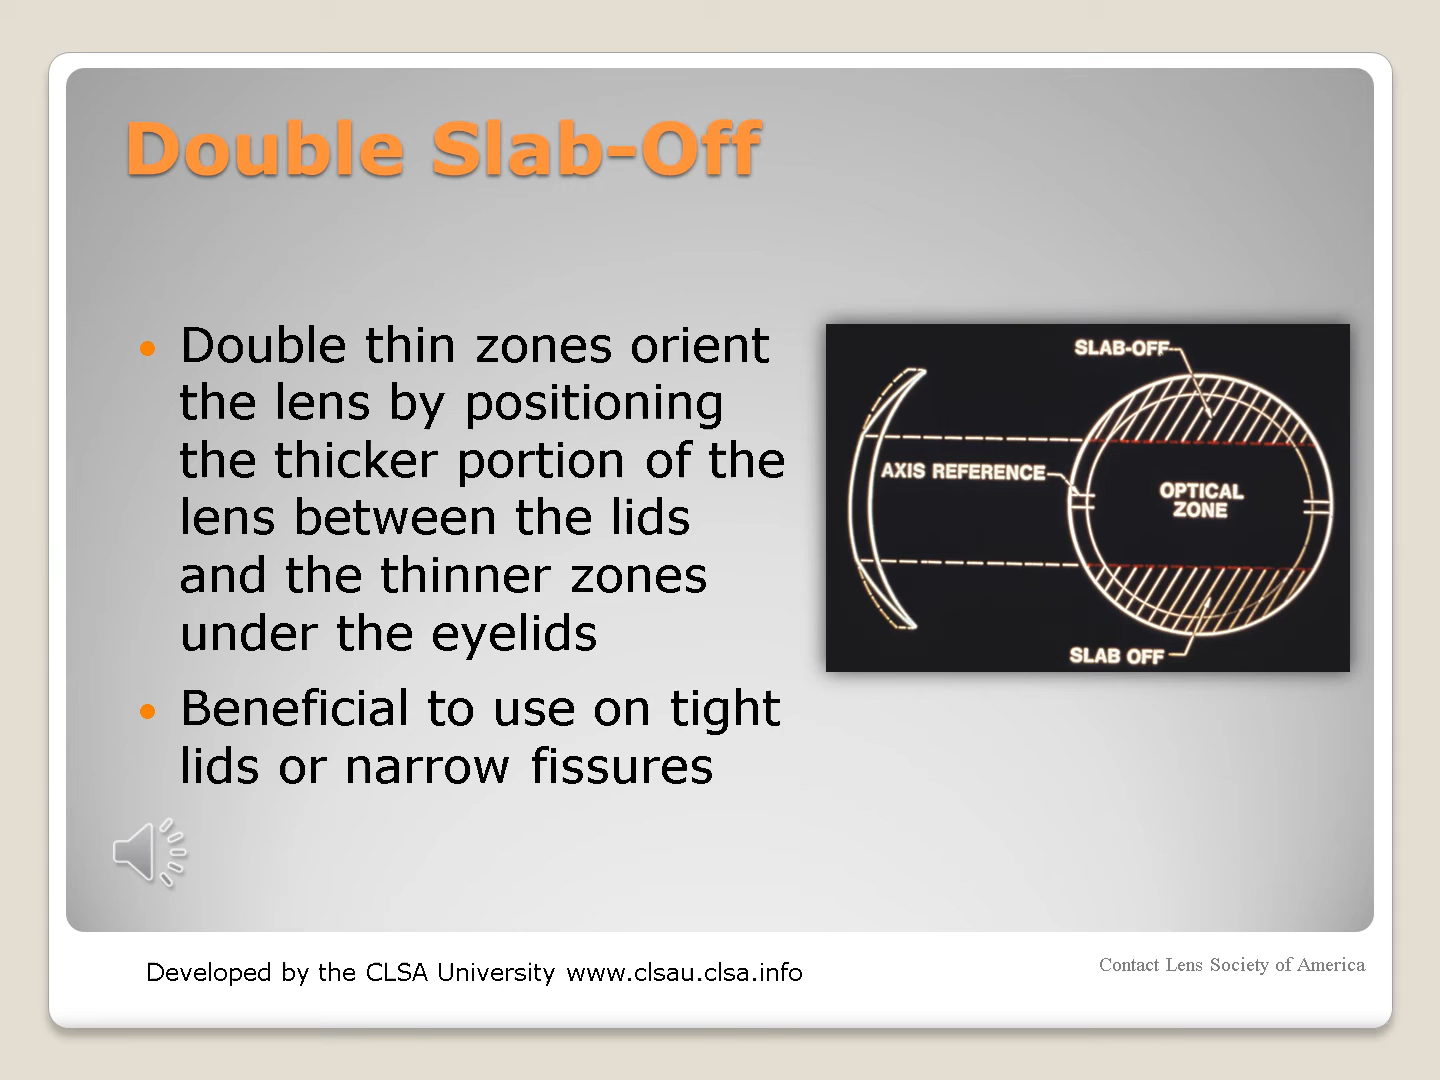 Double Slab-Off
• Double thin zones orient
the lens by positioning
the thicker portion of the
lens between the lids
and the thinner zones
under the eyelids
• Beneficial to use on tight
lids or narrow fissures
SLAB-OFF
AXIS REFERENCE
OPTICAL
ZONE
SLAB OFF
Developed by the CLSA University www.clsau.clsa.info
Contact Lens Society of America